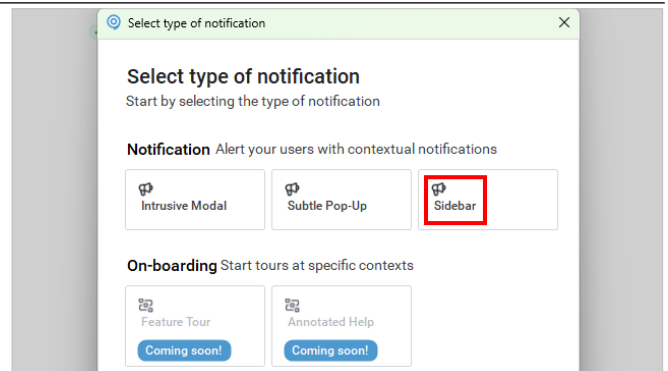 Select type of notification
Select type of notification
Start by selecting the type of notification
Notification Alert your users with contextual notifications
Intrusive Modal Subtle Pop-Up Sidebar
On-boarding Start tours at specific contexts
Feature Tour Annotated Help
Coming soon! Coming soon!